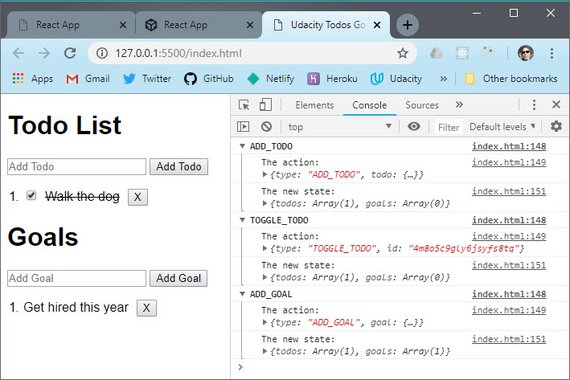 React App
React App
Udacity Todos Go
127.0.0.1:5500/index.html
Apps Gmail Twitter GitHub Netlify Heroku Udacity » Other bookmarks
Todo List
Add Todo Add Todo
1. Walk the dog X
Goals
Add Goal Add Goal
1. Get hired this year X
Elements Console Sources »
top Filter Default levels
ADD_TODO index.html:148
The action: index.html:149
{type: "ADD_TODO", todo: {…}}
The new state: index.html:151
{todos: Array(1), goals: Array(0)}
TOGGLE_TODO index.html:148
The action: index.html:149
{type: "TOGGLE_TODO", id: "4m8o5c9gly6jsyfs8tq"}
The new state: index.html:151
{todos: Array(1), goals: Array(0)}
ADD_GOAL index.html:148
The action: index.html:149
{type: "ADD_GOAL", goal: {…}}
The new state: index.html:151
{todos: Array(1), goals: Array(1)}